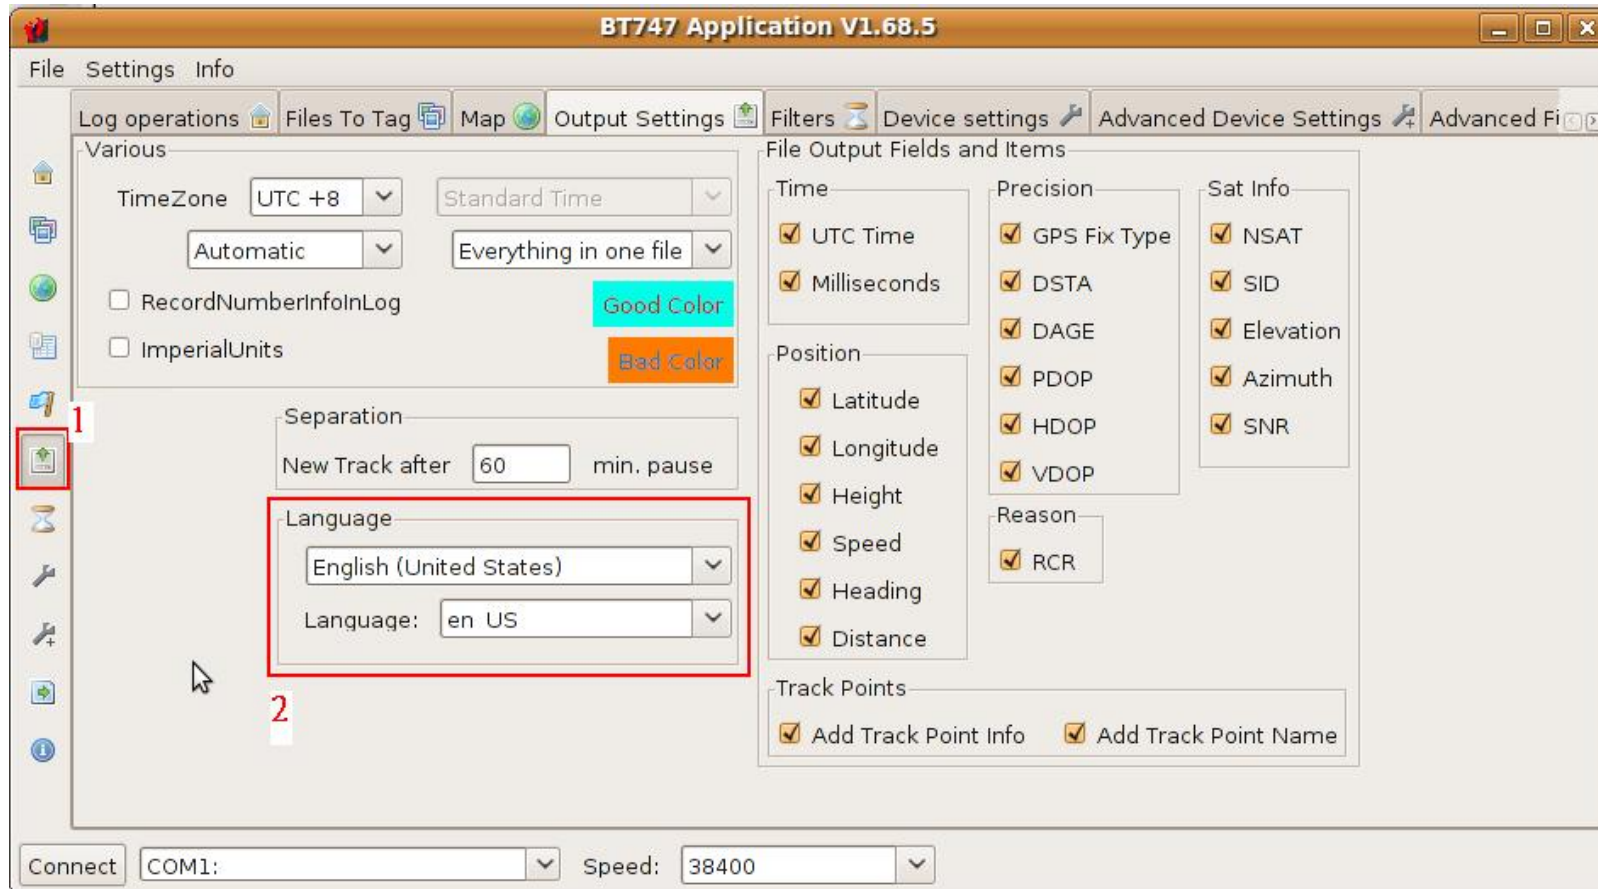 BT747 Application V1.68.5
File Settings Info
Log operations Files To Tag Map Output Settings Filters Device settings Advanced Device Settings Advanced Fi
Various
TimeZone UTC +8 Standard Time
Automatic Everything in one file
RecordNumberInfoInLog Good Color
ImperialUnits Bad Color
1
Separation
New Track after 60 min. pause
Language
English (United States)
Language: en_US
2
File Output Fields and Items
Time
UTC Time
Milliseconds
Position
Latitude
Longitude
Height
Speed
Heading
Distance
Precision
GPS Fix Type
DSTA
DAGE
PDOP
HDOP
VDOP
Reason
RCR
Sat Info
NSAT
SID
Elevation
Azimuth
SNR
Track Points
Add Track Point Info Add Track Point Name
Connect COM1: Speed: 38400